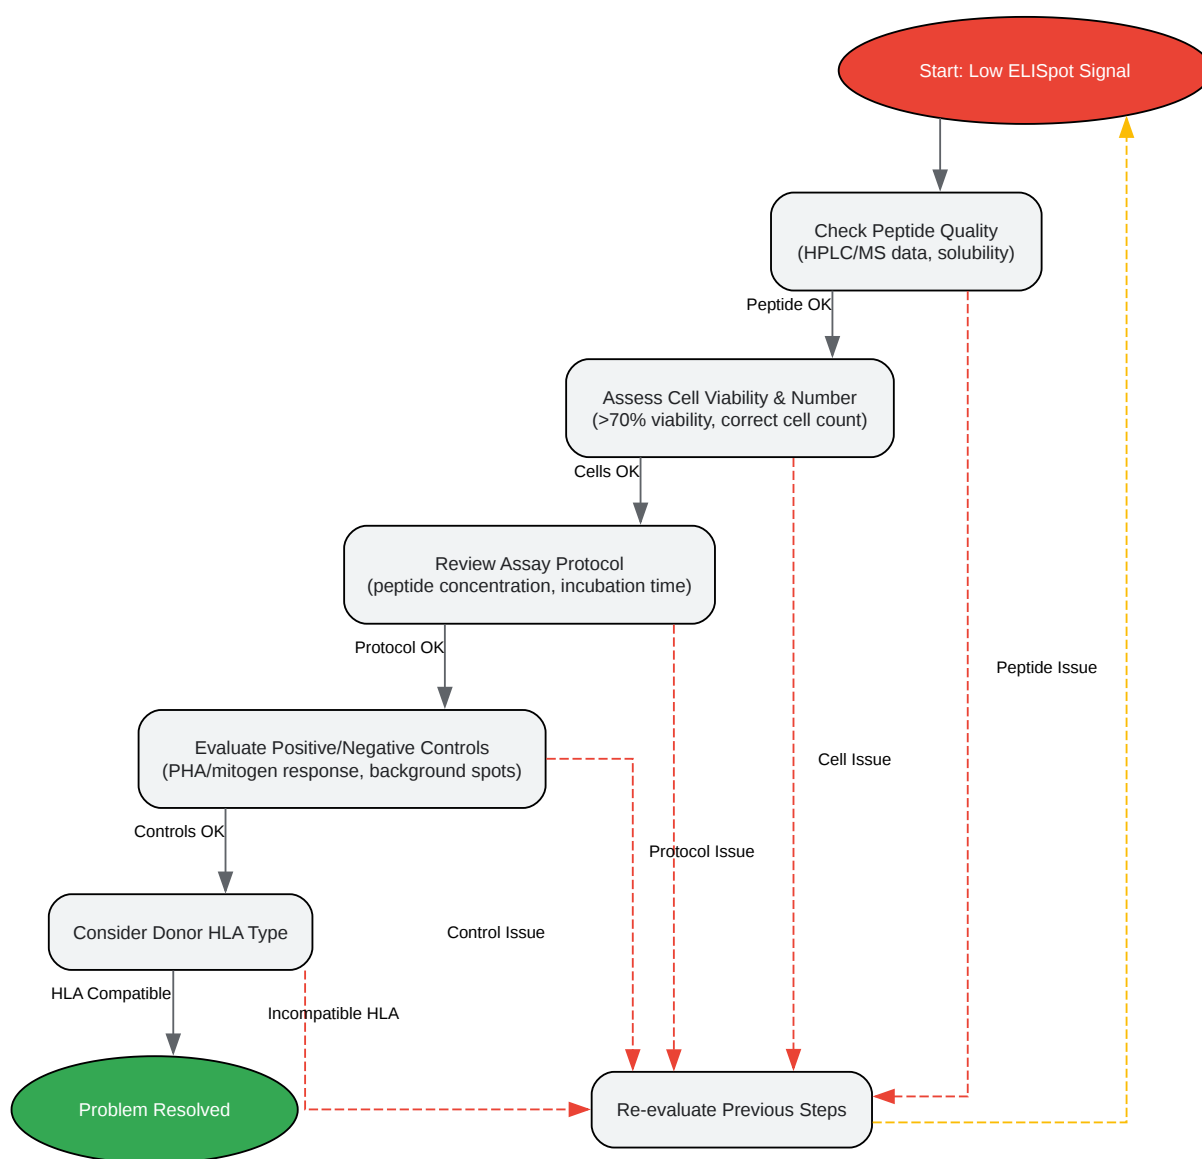 Start: Low ELISpot Signal
Check Peptide Quality
(HPLC/MS data, solubility)
Peptide OK
Assess Cell Viability & Number
(>70% viability, correct cell count)
Cells OK
Review Assay Protocol
(peptide concentration, incubation time)
Protocol OK
Peptide Issue
Evaluate Positive/Negative Controls
(PHA/mitogen response, background spots)
Cell Issue
Controls OK
Protocol Issue
Consider Donor HLA Type
Control Issue
HLA Compatible
Incompatible HLA
Problem Resolved
Re-evaluate Previous Steps